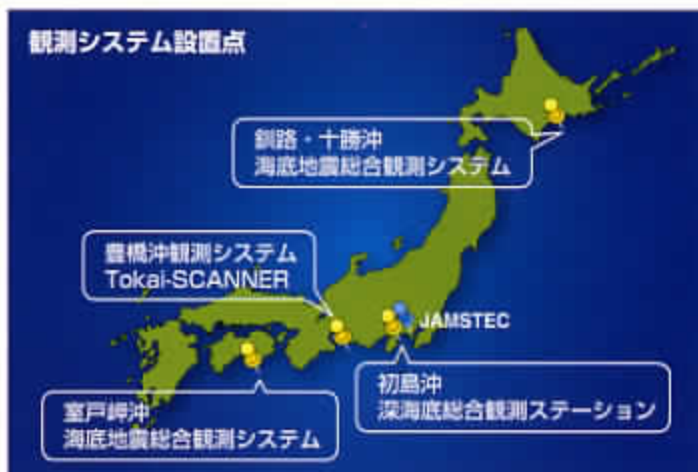 観測システム設置点
釧路・十勝沖
海底地震総合観測システム
豊橋沖観測システム
Tokai-SCANNER
JAMSTEC
初島沖
深海底総合観測ステーション
室戸岬沖
海底地震総合観測システム